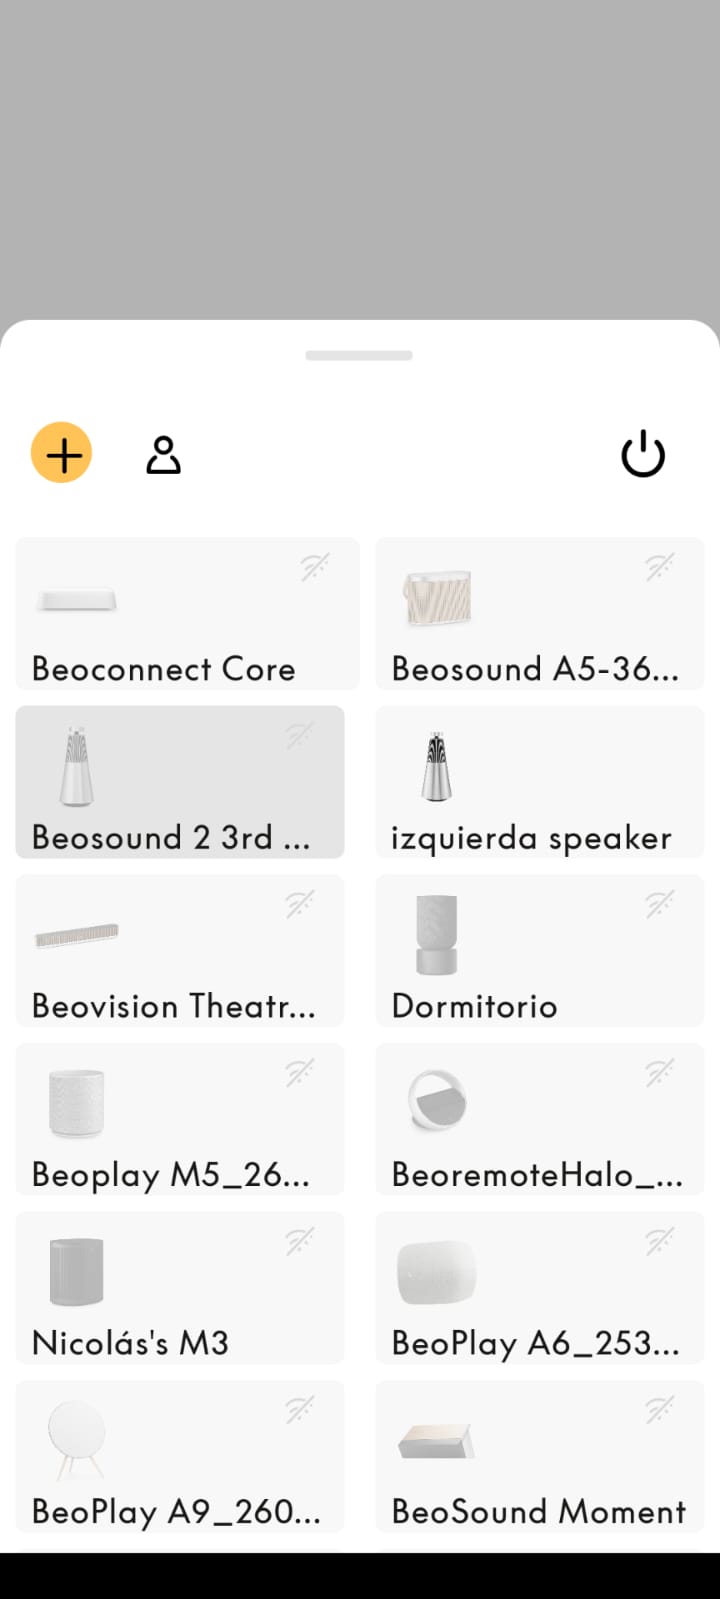 Beoconnect Core
Beosound A5-36...
Beosound 2 3rd ...
izquierda speaker
Beovision Theatr...
Dormitorio
Beoplay M5_26...
BeoremoteHalo_...
Nicolás's M3
BeoPlay A6_253...
BeoPlay A9_260...
BeoSound Moment